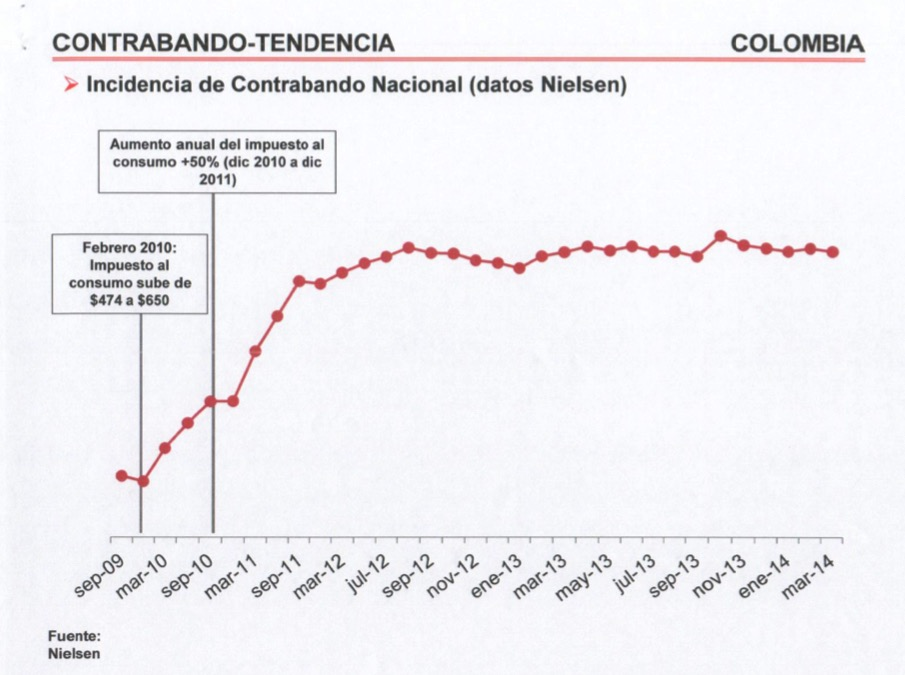 CONTRABANDO-TENDENCIA COLOMBIA
➢ Incidencia de Contrabando Nacional (datos Nielsen)
Aumento anual del impuesto al
consumo +50% (dic 2010 a dic
2011)
Febrero 2010:
Impuesto al
consumo sube de
$474 a $650
sep-09 mar-10 sep-10 mar-11 sep-11 mar-12 jul-12 sep-12 nov-12 ene-13 mar-13 may-13 jul-13 sep-13 nov-13 ene-14 mar-14
Fuente:
Nielsen